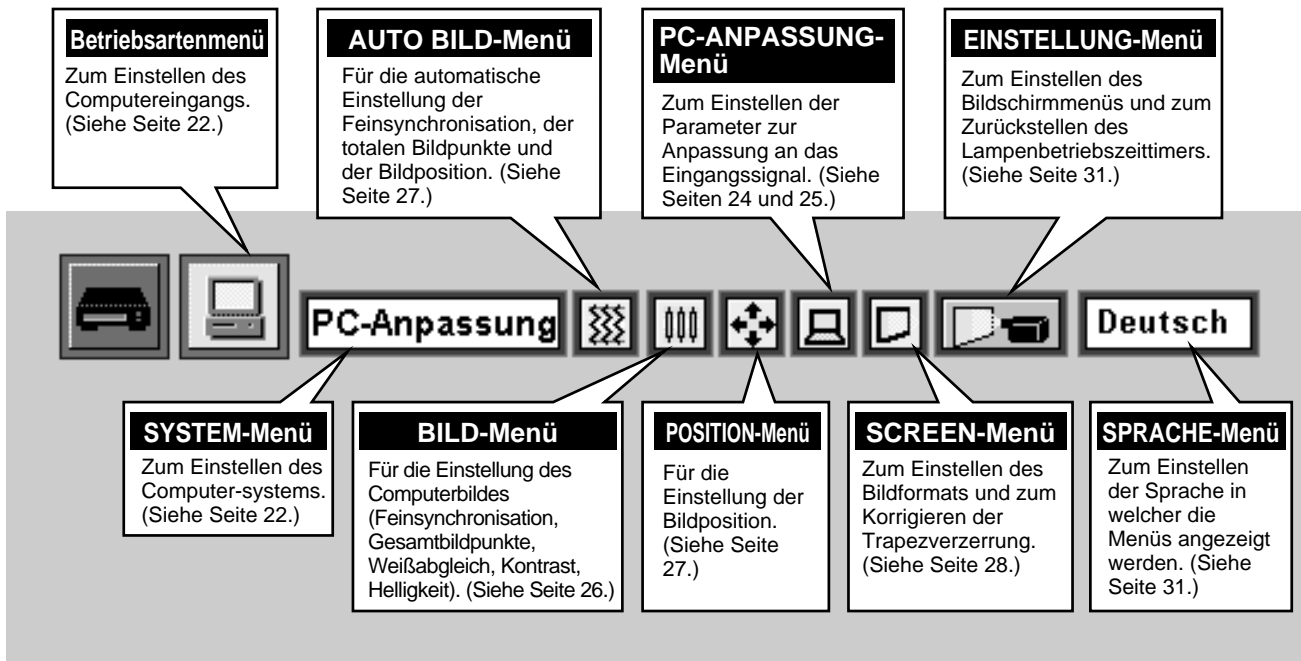 Betriebsartenmenü
Zum Einstellen des
Computereingangs.
(Siehe Seite 22.)
AUTO BILD-Menü
Für die automatische
Einstellung der
Feinsynchronisation, der
totalen Bildpunkte und
der Bildposition. (Siehe
Seite 27.)
PC-ANPASSUNG-
Menü
Zum Einstellen der
Parameter zur
Anpassung an das
Eingangssignal. (Siehe
Seiten 24 und 25.)
EINSTELLUNG-Menü
Zum Einstellen des
Bildschirmmenüs und zum
Zurückstellen des
Lampenbetriebszeittimers.
(Siehe Seite 31.)
PC-Anpassung
Deutsch
SYSTEM-Menü
Zum Einstellen des
Computer-systems.
(Siehe Seite 22.)
BILD-Menü
Für die Einstellung des
Computerbildes
(Feinsynchronisation,
Gesamtbildpunkte,
Weißabgleich, Kontrast,
Helligkeit). (Siehe Seite 26.)
POSITION-Menü
Für die
Einstellung der
Bildposition.
(Siehe Seite
27.)
SCREEN-Menü
Zum Einstellen des
Bildformats und zum
Korrigieren der
Trapezverzerrung.
(Siehe Seite 28.)
SPRACHE-Menü
Zum Einstellen
der Sprache in
welcher die
Menüs angezeigt
werden. (Siehe
Seite 31.)